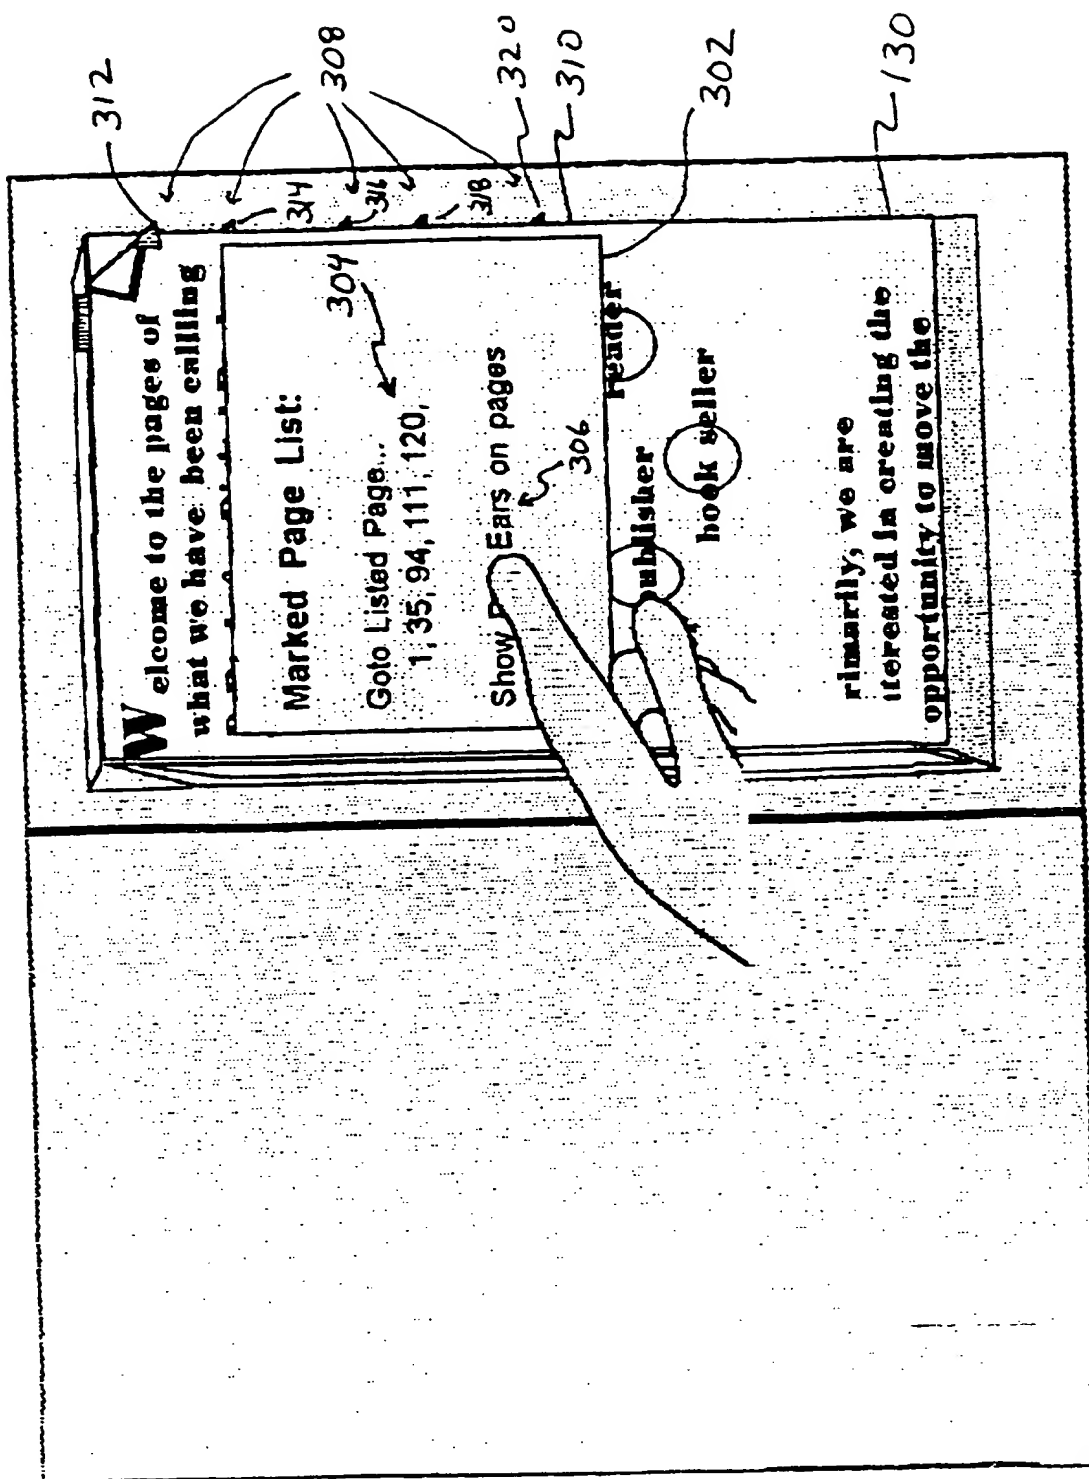 Welcome to the pages of
what we have been callling
Marked Page List:
Goto Listed Page...
1, 35, 94, 111, 120,
Show Ears on pages
reader
ublisher
book seller
rimarily, we are
terested in creating the
opportunity to move the
312
308
314
316
318
320
310
304
306
302
130